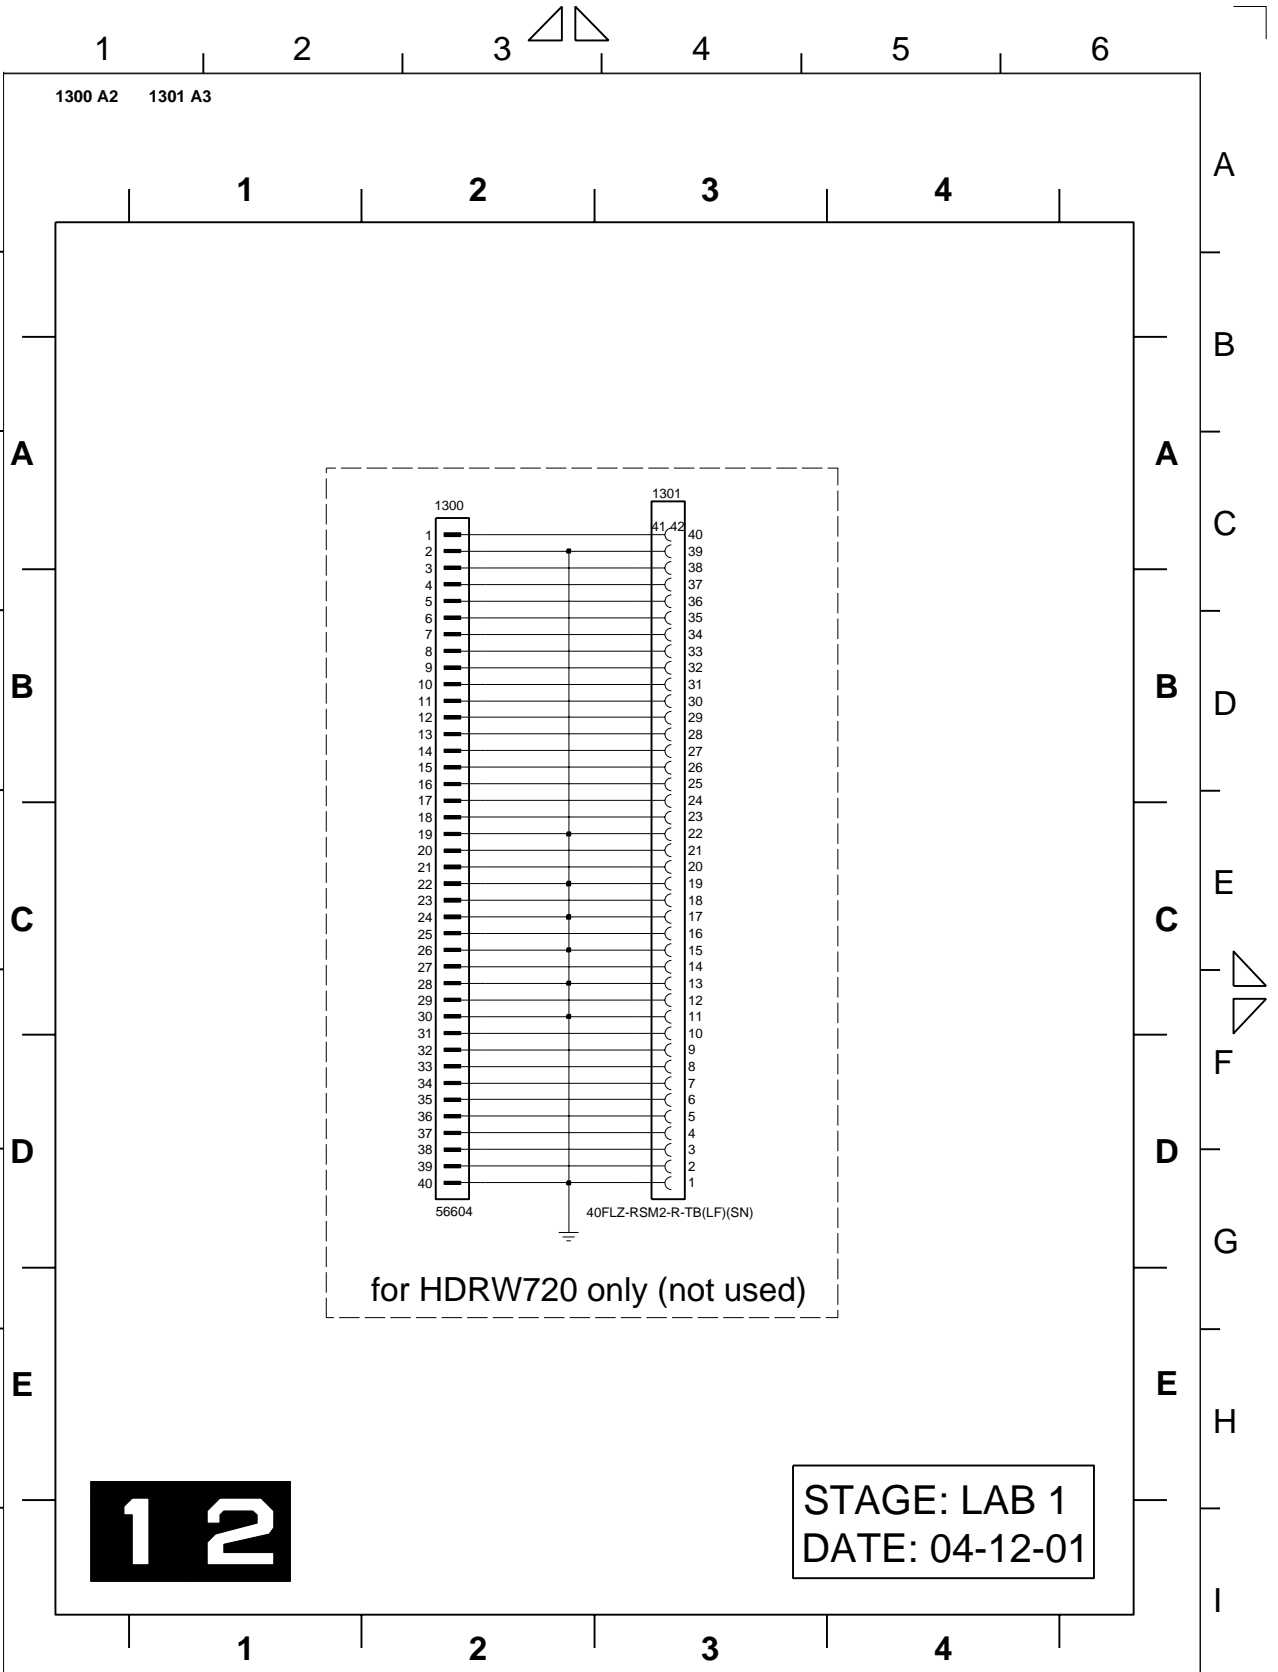 1 2 3 4 5 6
1300 A2 1301 A3
A
1 2 3 4
B
A A
1301
1300
C
41 42
1 40
2 39
3 38
4 37
5 36
6 35
7 34
8 33
9 32
10 31
B B
11 30
D
12 29
13 28
14 27
15 26
16 25
17 24
18 23
19 22
20 21
21 20
22 19
E
23 18
24 17
C C
25 16
26 15
27 14
28 13
29 12
30 11
31 10
32 9
33 8
F
34 7
35 6
36 5
37 4
38 3
D D
39 2
40 1
56604 40FLZ-RSM2-R-TB(LF)(SN)
G
for HDRW720 only (not used)
E E
H
STAGE: LAB 1
12
DATE: 04-12-01
I
1 2 3 4